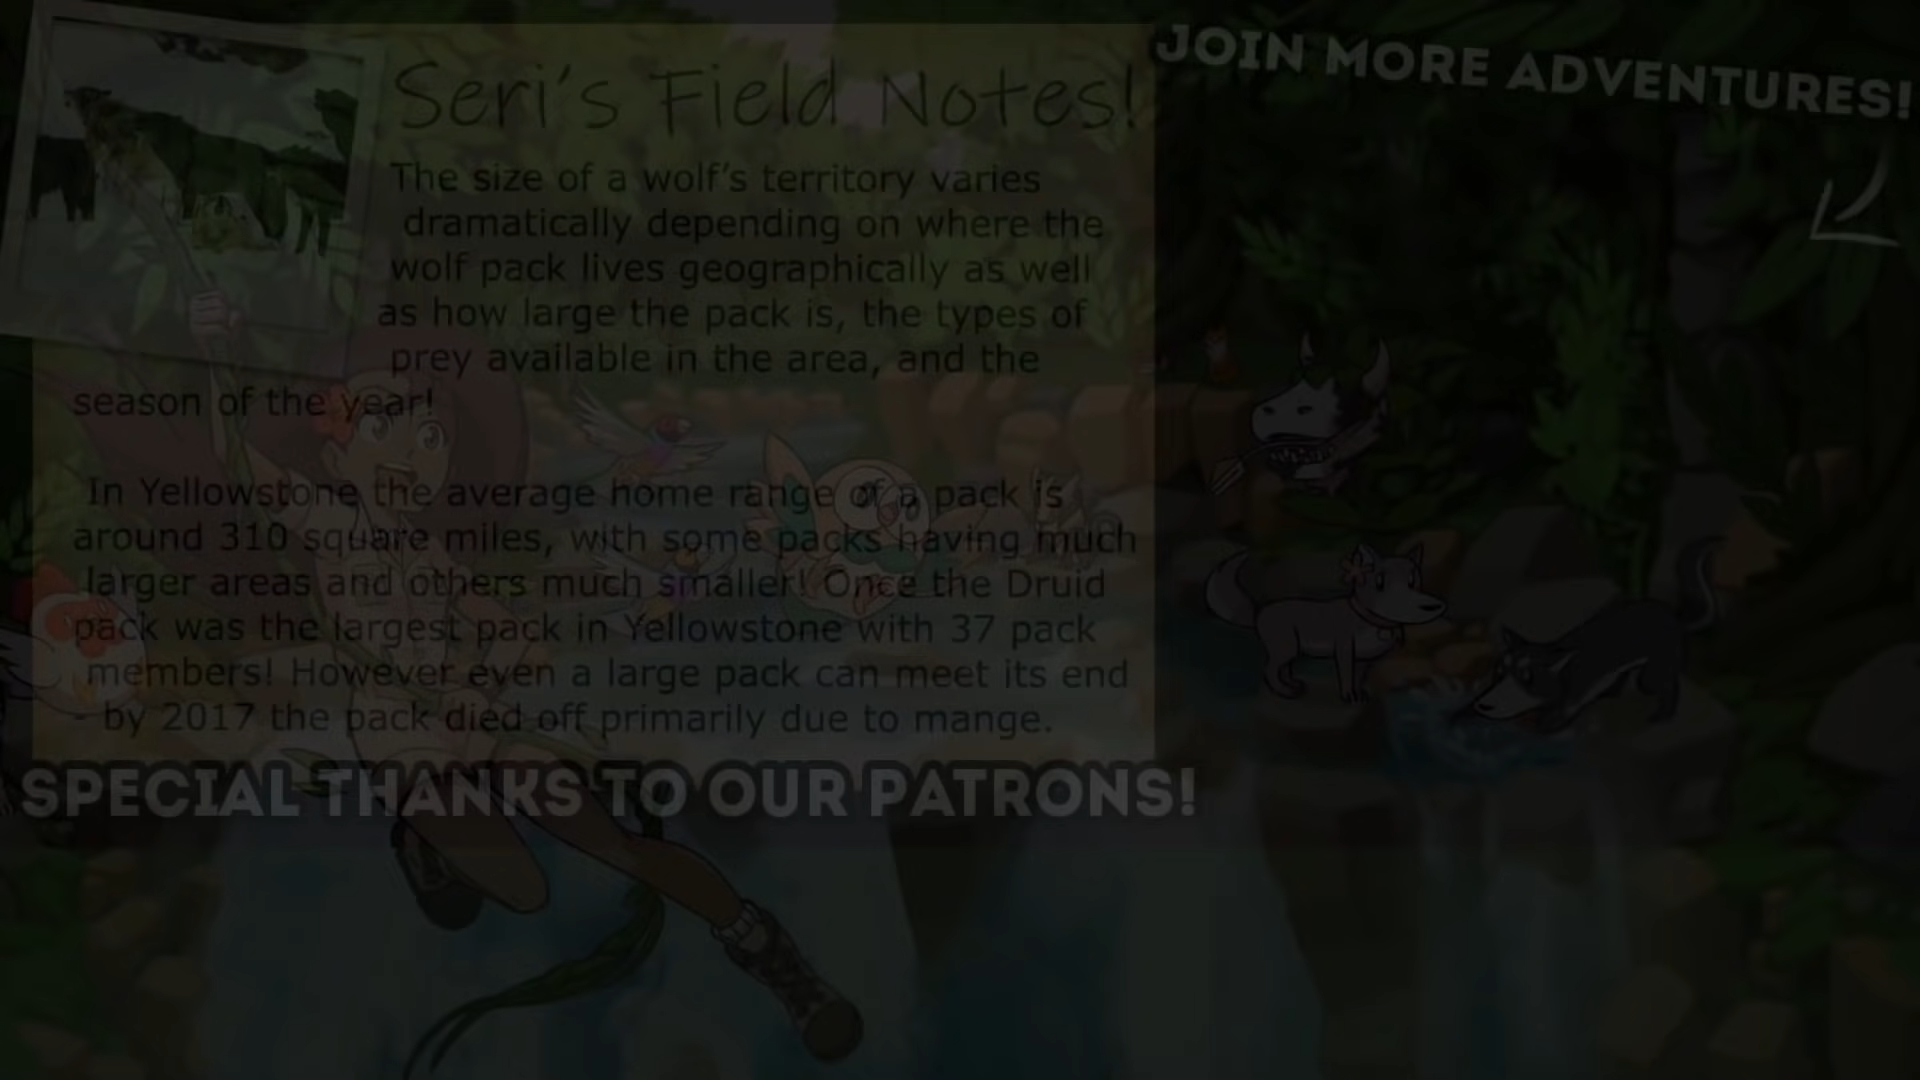 JOIN MORE ADVENTURES!
Seri's Field Notes!
The size of a wolf's territory varies
dramatically depending on where the
wolf pack lives geographically as well
as how large the pack is, the types of
prey available in the area, and the
season of the year!
In Yellowstone the average home range of a pack is
around 310 square miles, with some packs having much
larger areas and others much smaller! Once the Druid
pack was the largest pack in Yellowstone with 37 pack
members! However even a large pack can meet its end
- by 2017 the pack died off primarily due to mange.
SPECIAL THANKS TO OUR PATRONS!